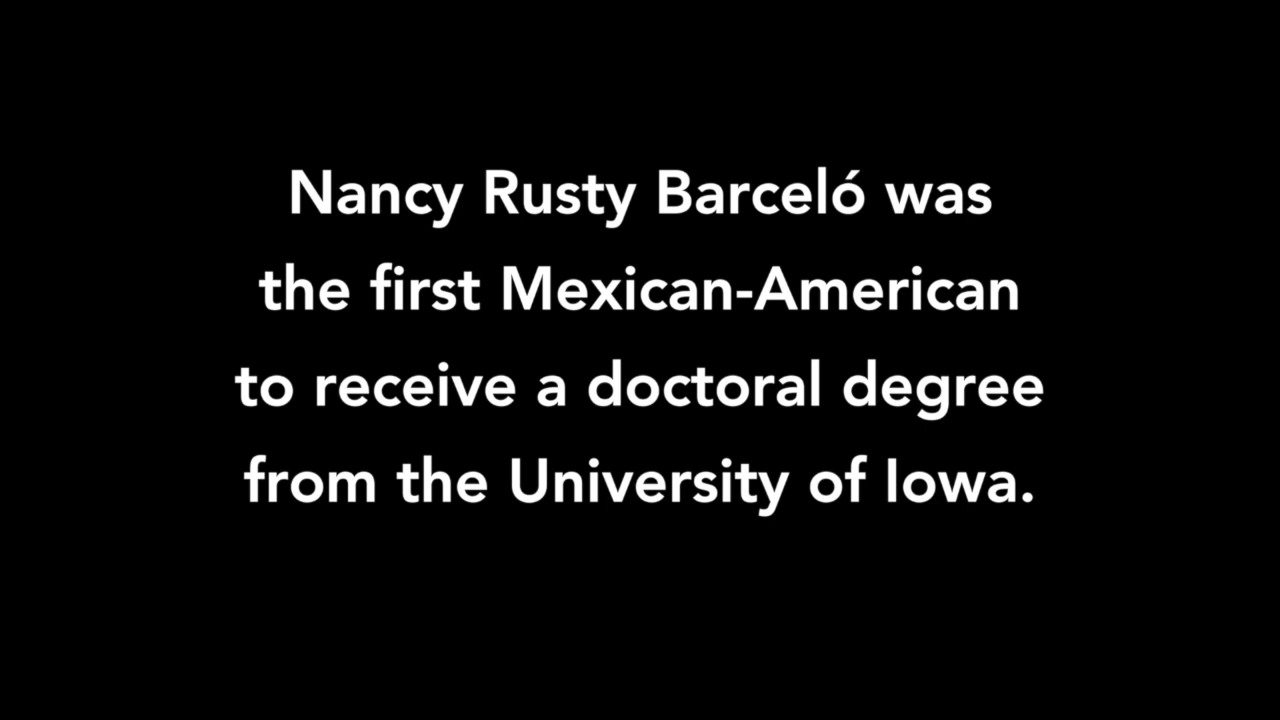 Nancy Rusty Barceló was
the first Mexican-American
to receive a doctoral degree
from the University of Iowa.